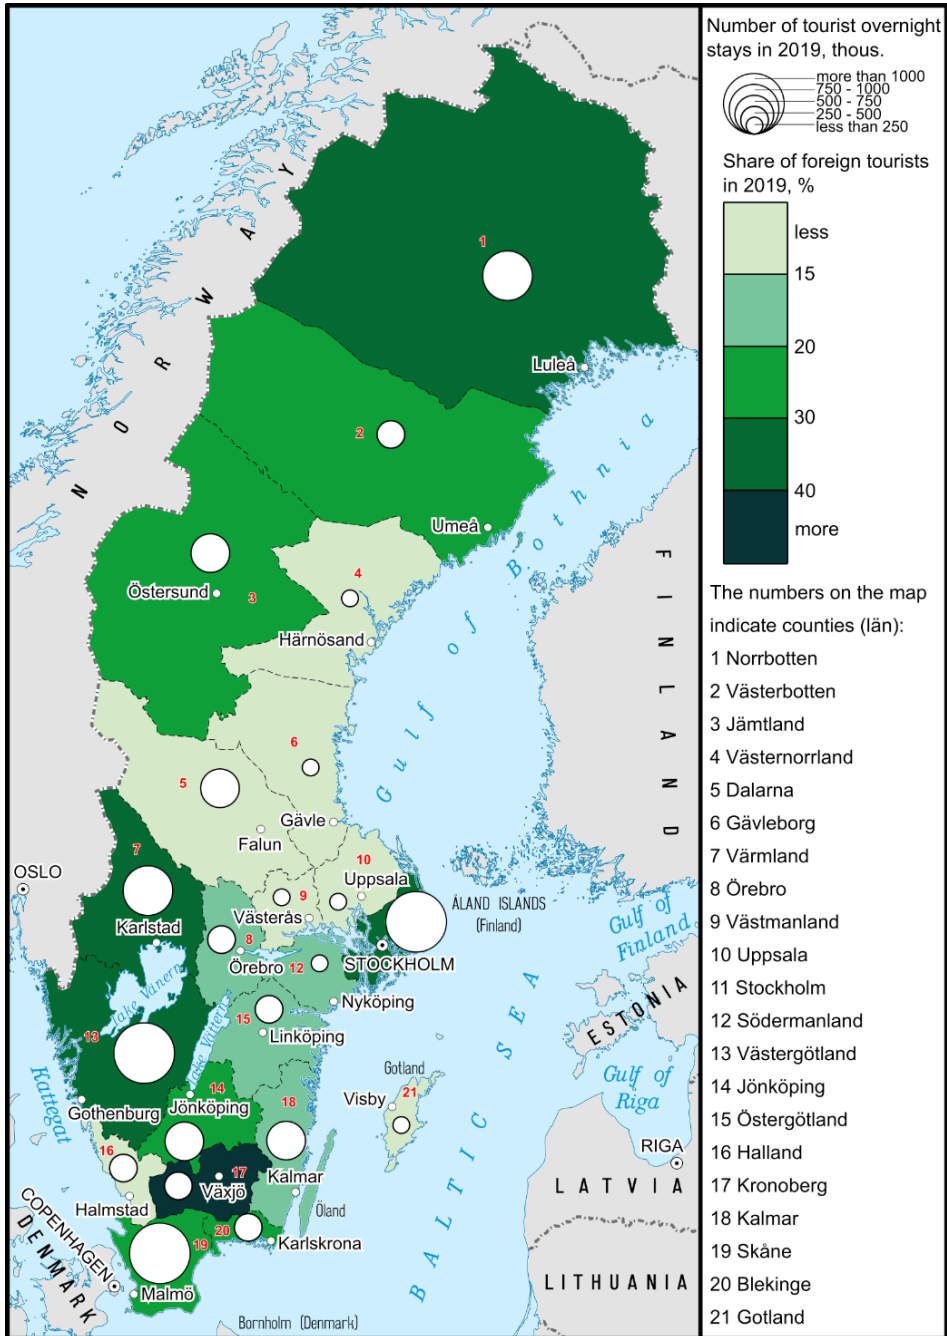 Number of tourist overnight
stays in 2019, thous.
more than 1000
750 - 1000
500 - 750
250 - 500
less than 250
Share of foreign tourists
in 2019, %
less
15
20
30
40
more
The numbers on the map
indicate counties (län):
1 Norrbotten
2 Västerbotten
3 Jämtland
4 Västernorrland
5 Dalarna
6 Gävleborg
7 Värmland
8 Örebro
9 Västmanland
10 Uppsala
11 Stockholm
12 Södermanland
13 Västergötland
14 Jönköping
15 Östergötland
16 Halland
17 Kronoberg
18 Kalmar
19 Skåne
20 Blekinge
21 Gotland
NORWAY
1
Luleå
2
Umeå
Gulf of Bothnia
FINLAND
Östersund
3
4
Härnösand
6
5
Gävle
Falun
7
10
Uppsala
OSLO
ÅLAND ISLANDS
(Finland)
Karlstad
Västerås
9
8
Örebro
12
STOCKHOLM
Gulf of
Finland
Lake Vänern
Nyköping
ESTONIA
13
15
Linköping
Lake Vättern
Kattegat
Gothenburg
14
Jönköping
18
Gotland
Visby
21
Gulf of
Riga
BALTIC SEA
16
RIGA
17
Växjö
Kalmar
Halmstad
Öland
LATVIA
COPENHAGEN
DENMARK
19
20
Karlskrona
Malmö
LITHUANIA
Bornholm (Denmark)